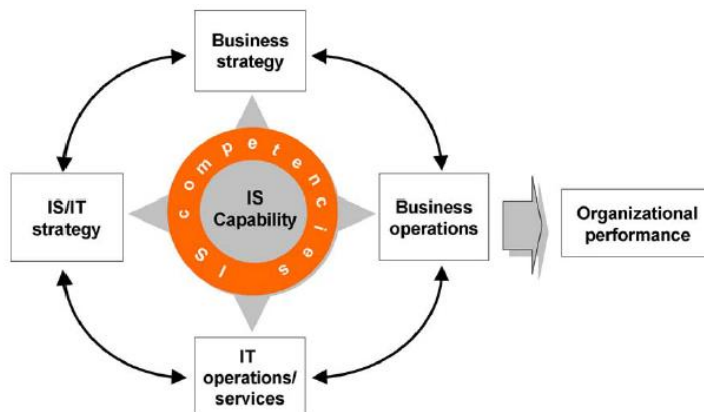 Business
strategy
IS competencies
IS/IT
strategy
IS
Capability
Business
operations
Organizational
performance
IT
operations/
services